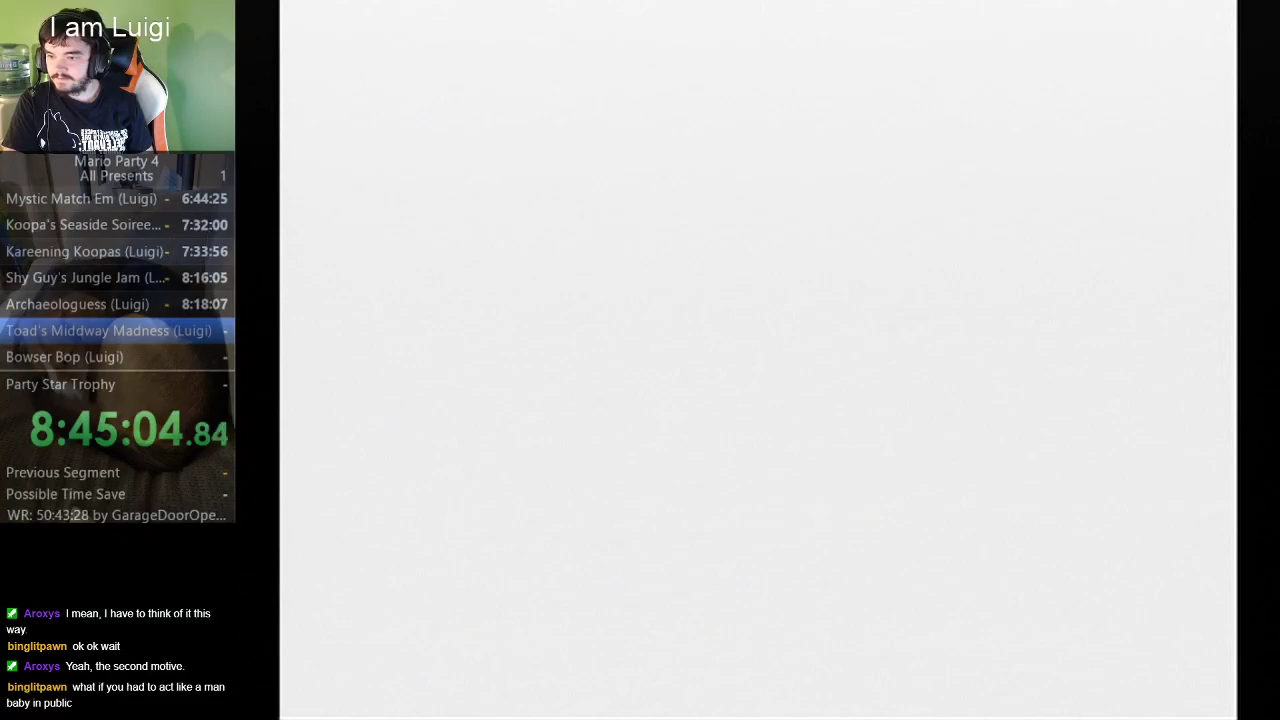 I am Luigi
Mario Party 4
All Presents 1
Mystic Match Em (Luigi) - 6:44:25
Koopa's Seaside Soiree... - 7:32:00
Kareening Koopas (Luigi) - 7:33:56
Shy Guy's Jungle Jam (L... - 8:16:05
Archaeologuess (Luigi) - 8:18:07
Toad's Middway Madness (Luigi) -
Bowser Bop (Luigi) -
Party Star Trophy -
8:45:04.84
Previous Segment -
Possible Time Save -
WR: 50:43:28 by GarageDoorOpe...
Aroxys I mean, I have to think of it this
way.
binglitpawn ok ok wait
Aroxys Yeah, the second motive.
binglitpawn what if you had to act like a man
baby in public